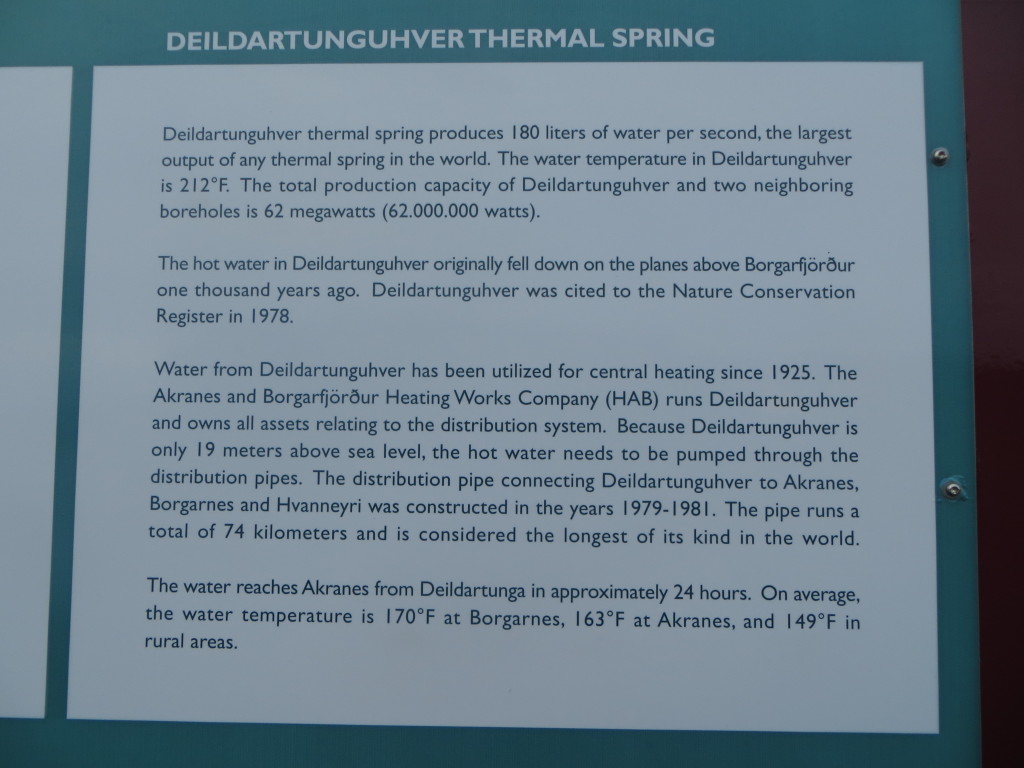 DEILDARTUNGUHVER THERMAL SPRING
Deildartunguhver thermal spring produces 180 liters of water per second, the largest
output of any thermal spring in the world. The water temperature in Deildartunguhver
is 212°F. The total production capacity of Deildartunguhver and two neighboring
boreholes is 62 megawatts (62.000.000 watts).
The hot water in Deildartunguhver originally fell down on the planes above Borgarfjörður
one thousand years ago. Deildartunguhver was cited to the Nature Conservation
Register in 1978.
Water from Deildartunguhver has been utilized for central heating since 1925. The
Akranes and Borgarfjörður Heating Works Company (HAB) runs Deildartunguhver
and owns all assets relating to the distribution system. Because Deildartunguhver is
only 19 meters above sea level, the hot water needs to be pumped through the
distribution pipes. The distribution pipe connecting Deildartunguhver to Akranes,
Borgarnes and Hvanneyri was constructed in the years 1979-1981. The pipe runs a
total of 74 kilometers and is considered the longest of its kind in the world.
The water reaches Akranes from Deildartunga in approximately 24 hours. On average,
the water temperature is 170°F at Borgarnes, 163°F at Akranes, and 149°F in
rural areas.